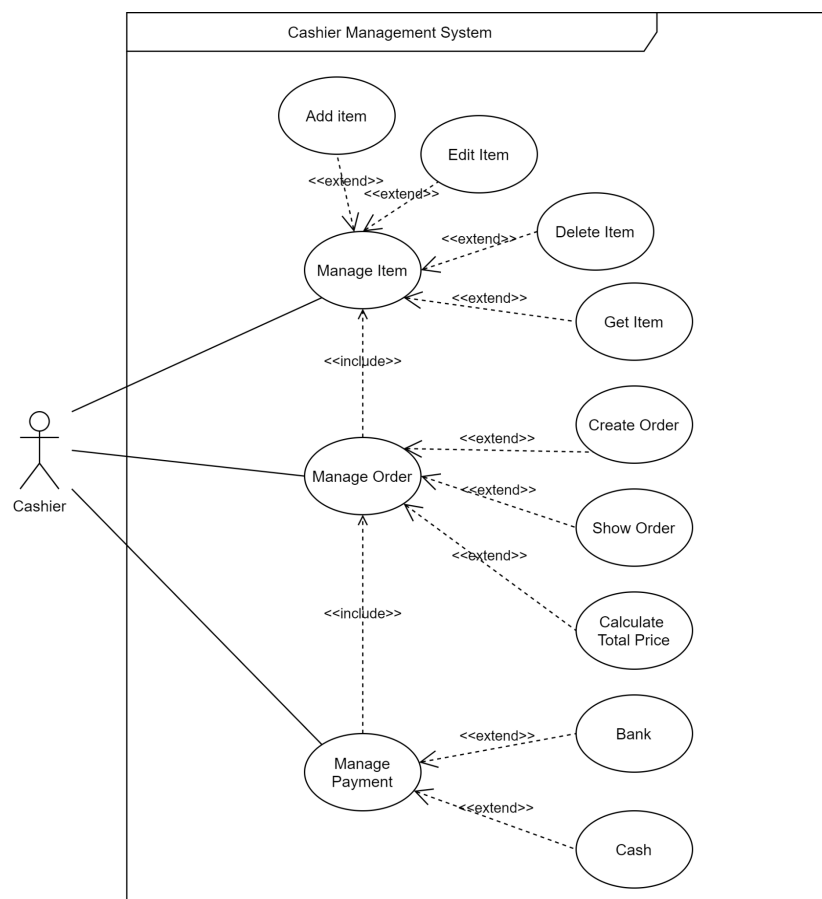 Cashier Management System
Add item
Edit Item
<<extend>>
<<extend>>
Delete Item
<<extend>>
Manage Item
<<extend>>
Get Item
<<include>>
Create Order
<<extend>>
Manage Order
<<extend>>
Cashier
Show Order
<<extend>>
<<include>>
Calculate
Total Price
Bank
<<extend>>
Manage
Payment
<<extend>>
Cash